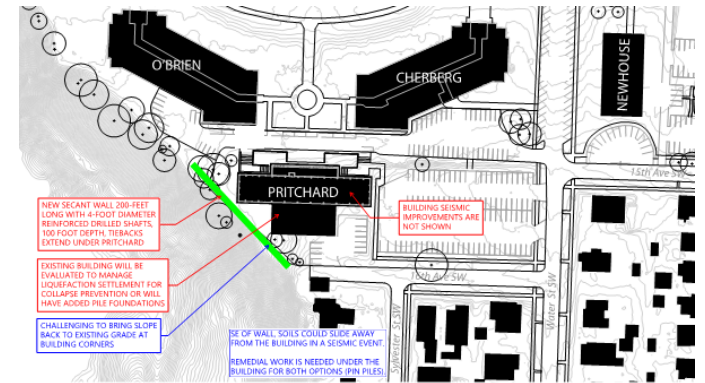 O'BRIEN
CHERBERG
NEWHOUSE
15th Ave SW
PRITCHARD
NEW SECANT WALL 200-FEET
LONG WITH 4-FOOT DIAMETER
REINFORCED DRILLED SHAFTS,
100 FOOT DEPTH, TIEBACKS
EXTEND UNDER PRITCHARD
BUILDING SEISMIC
IMPROVEMENTS ARE
NOT SHOWN
EXISTING BUILDING WILL BE
EVALUATED TO MANAGE
LIQUEFACTION SETTLEMENT FOR
COLLAPSE PREVENTION OR WILL
HAVE ADDED PILE FOUNDATIONS
16th Ave SW
CHALLENGING TO BRING SLOPE
BACK TO EXISTING GRADE AT
BUILDING CORNERS
SE OF WALL, SOILS COULD SLIDE AWAY
FROM THE BUILDING IN A SEISMIC EVENT.
REMEDIAL WORK IS NEEDED UNDER THE
BUILDING FOR BOTH OPTIONS (PIN PILES).
Sylvester St SW
Water St SW